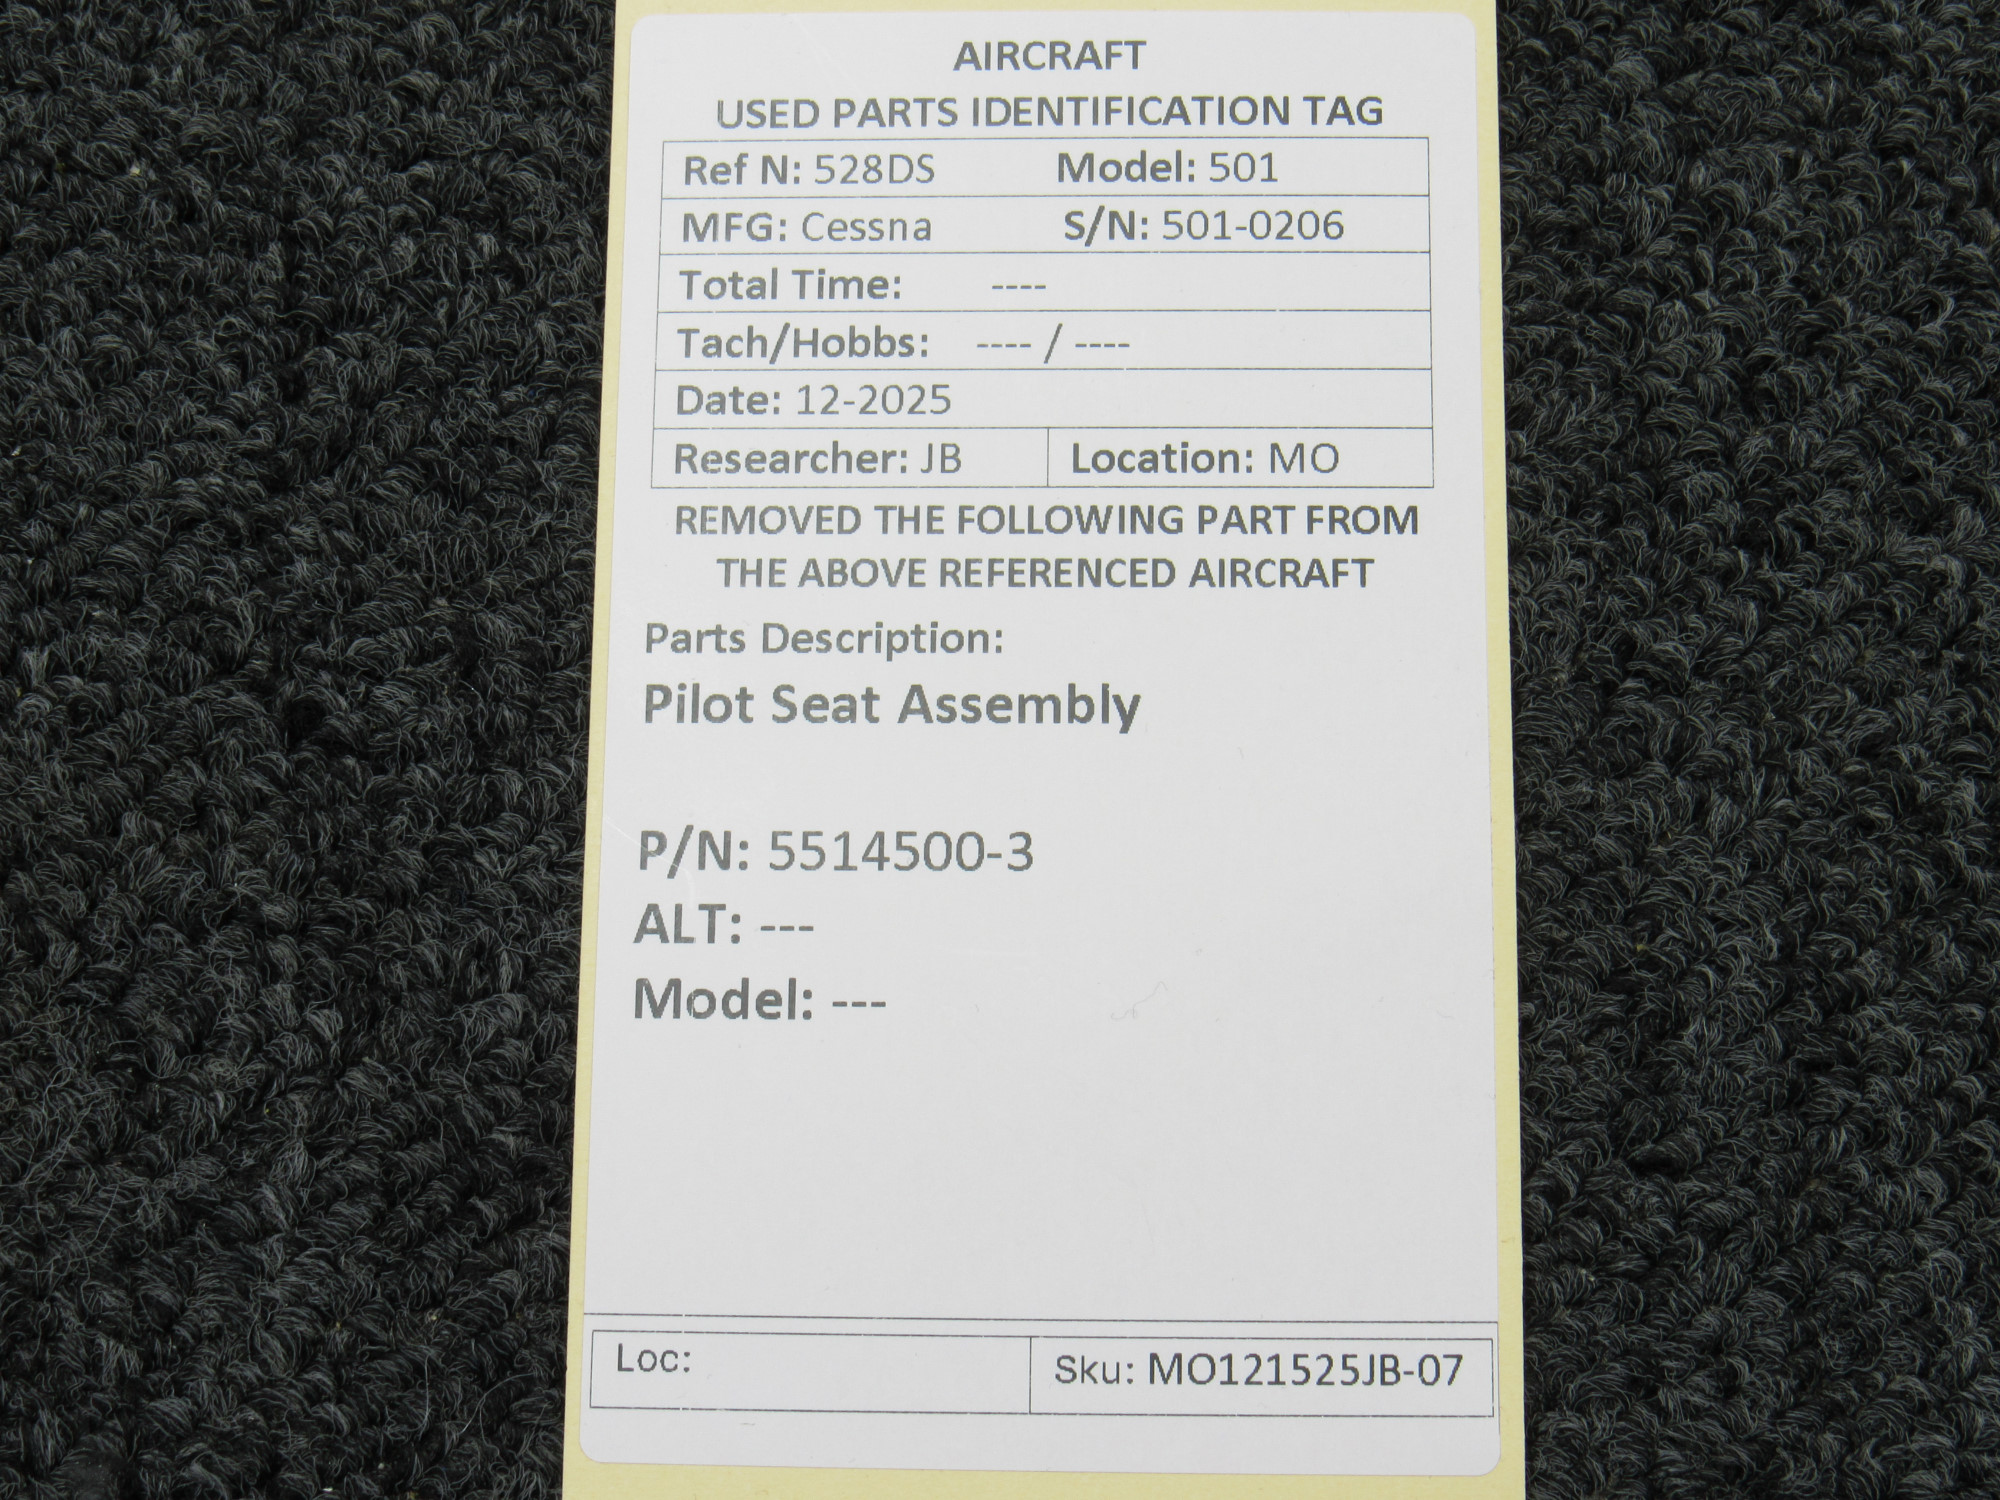 AIRCRAFT
USED PARTS IDENTIFICATION TAG
Ref N: 528DS Model: 501
MFG: Cessna S/N: 501-0206
Total Time: ----
Tach/Hobbs: ---- / ----
Date: 12-2025
Researcher: JB Location: MO
REMOVED THE FOLLOWING PART FROM
THE ABOVE REFERENCED AIRCRAFT
Parts Description:
Pilot Seat Assembly
P/N: 5514500-3
ALT: ---
Model: ---
Loc: Sku: MO121525JB-07